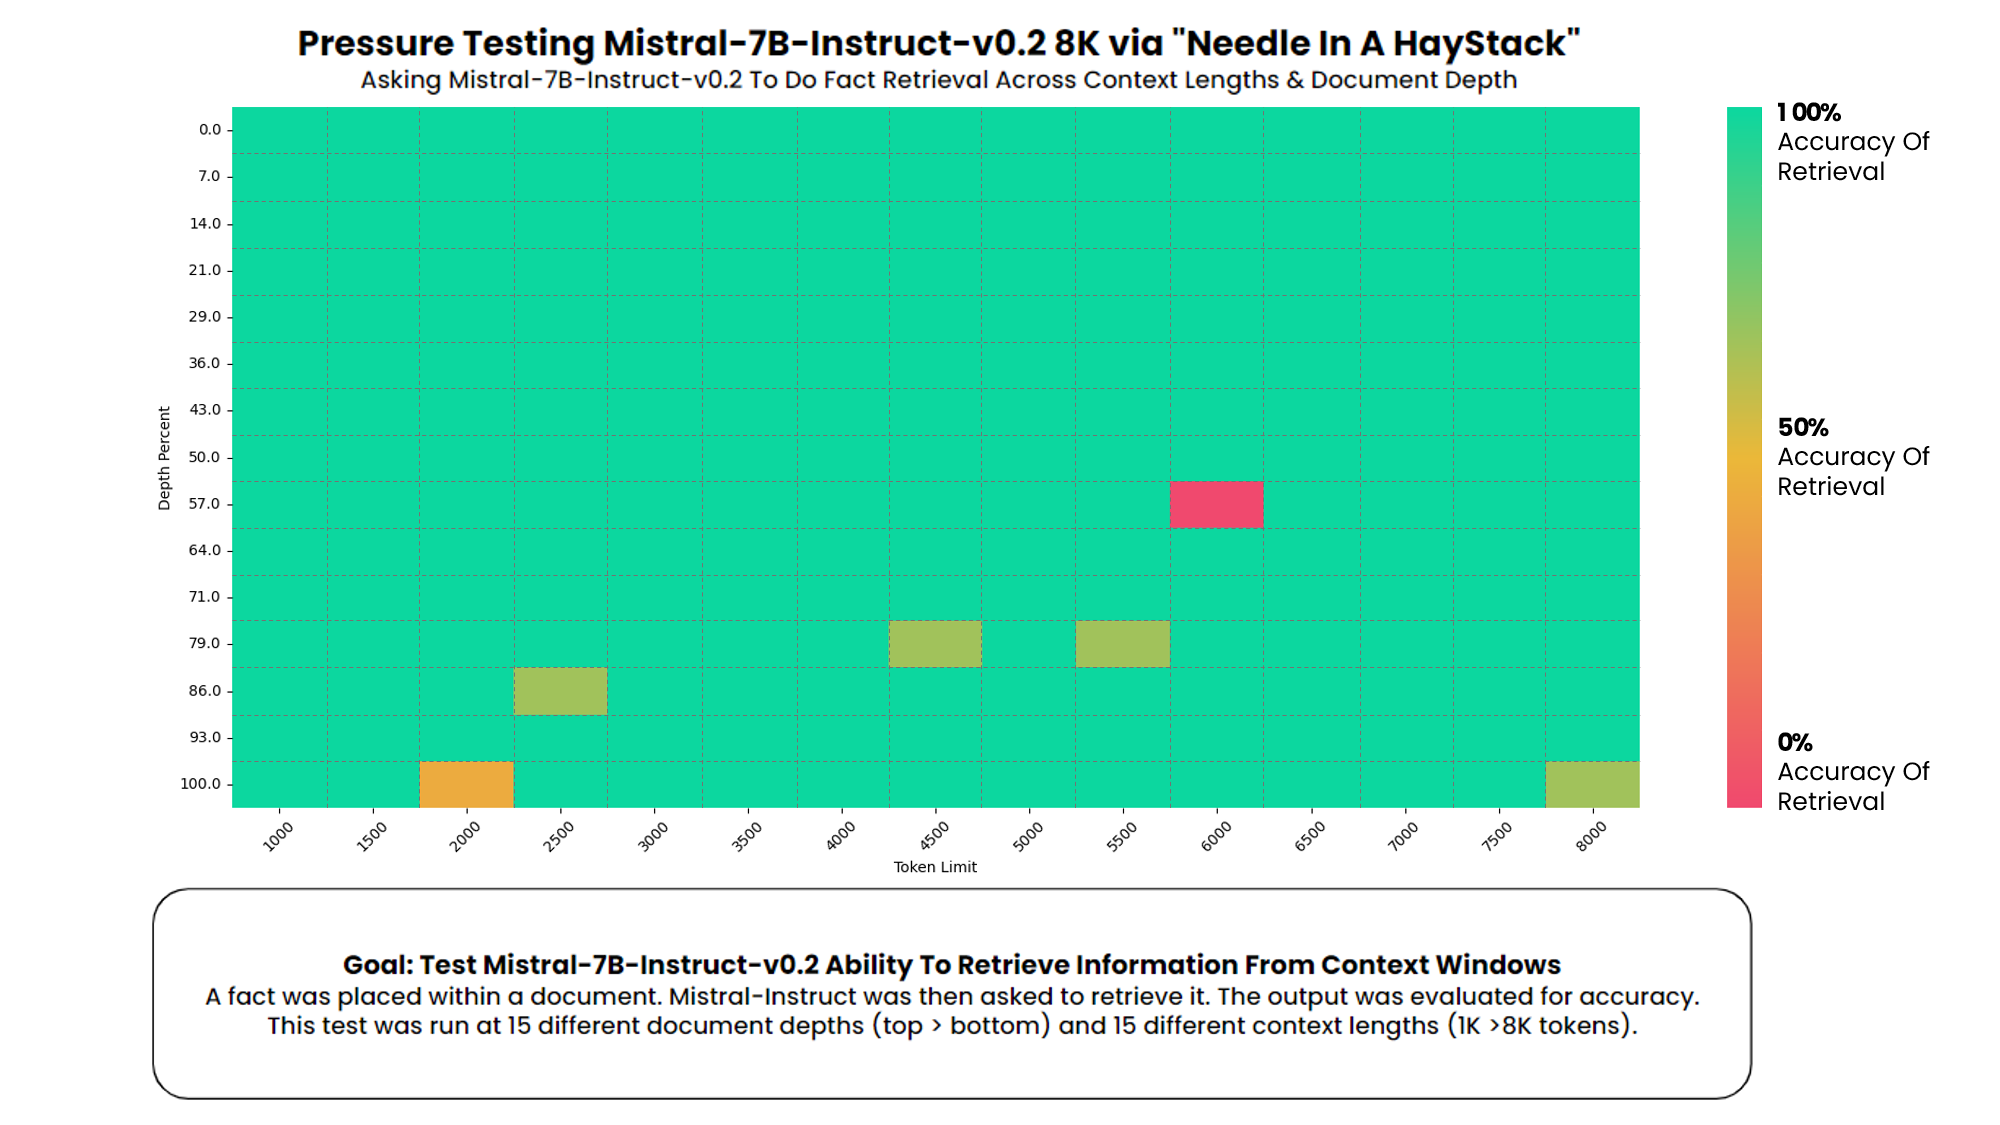 Pressure Testing Mistral-7B-Instruct-v0.2 8K via "Needle In A HayStack"
Asking Mistral-7B-Instruct-v0.2 To Do Fact Retrieval Across Context Lengths & Document Depth
0.0
7.0
14.0
21.0
29.0
36.0
43.0
50.0
57.0
64.0
71.0
79.0
86.0
93.0
100.0
Depth Percent
1000 1500 2000 2500 3000 3500 4000 4500 5000 5500 6000 6500 7000 7500 8000
Token Limit
100%
Accuracy Of
Retrieval
50%
Accuracy Of
Retrieval
0%
Accuracy Of
Retrieval
Goal: Test Mistral-7B-Instruct-v0.2 Ability To Retrieve Information From Context Windows
A fact was placed within a document. Mistral-Instruct was then asked to retrieve it. The output was evaluated for accuracy.
This test was run at 15 different document depths (top > bottom) and 15 different context lengths (1K >8K tokens).